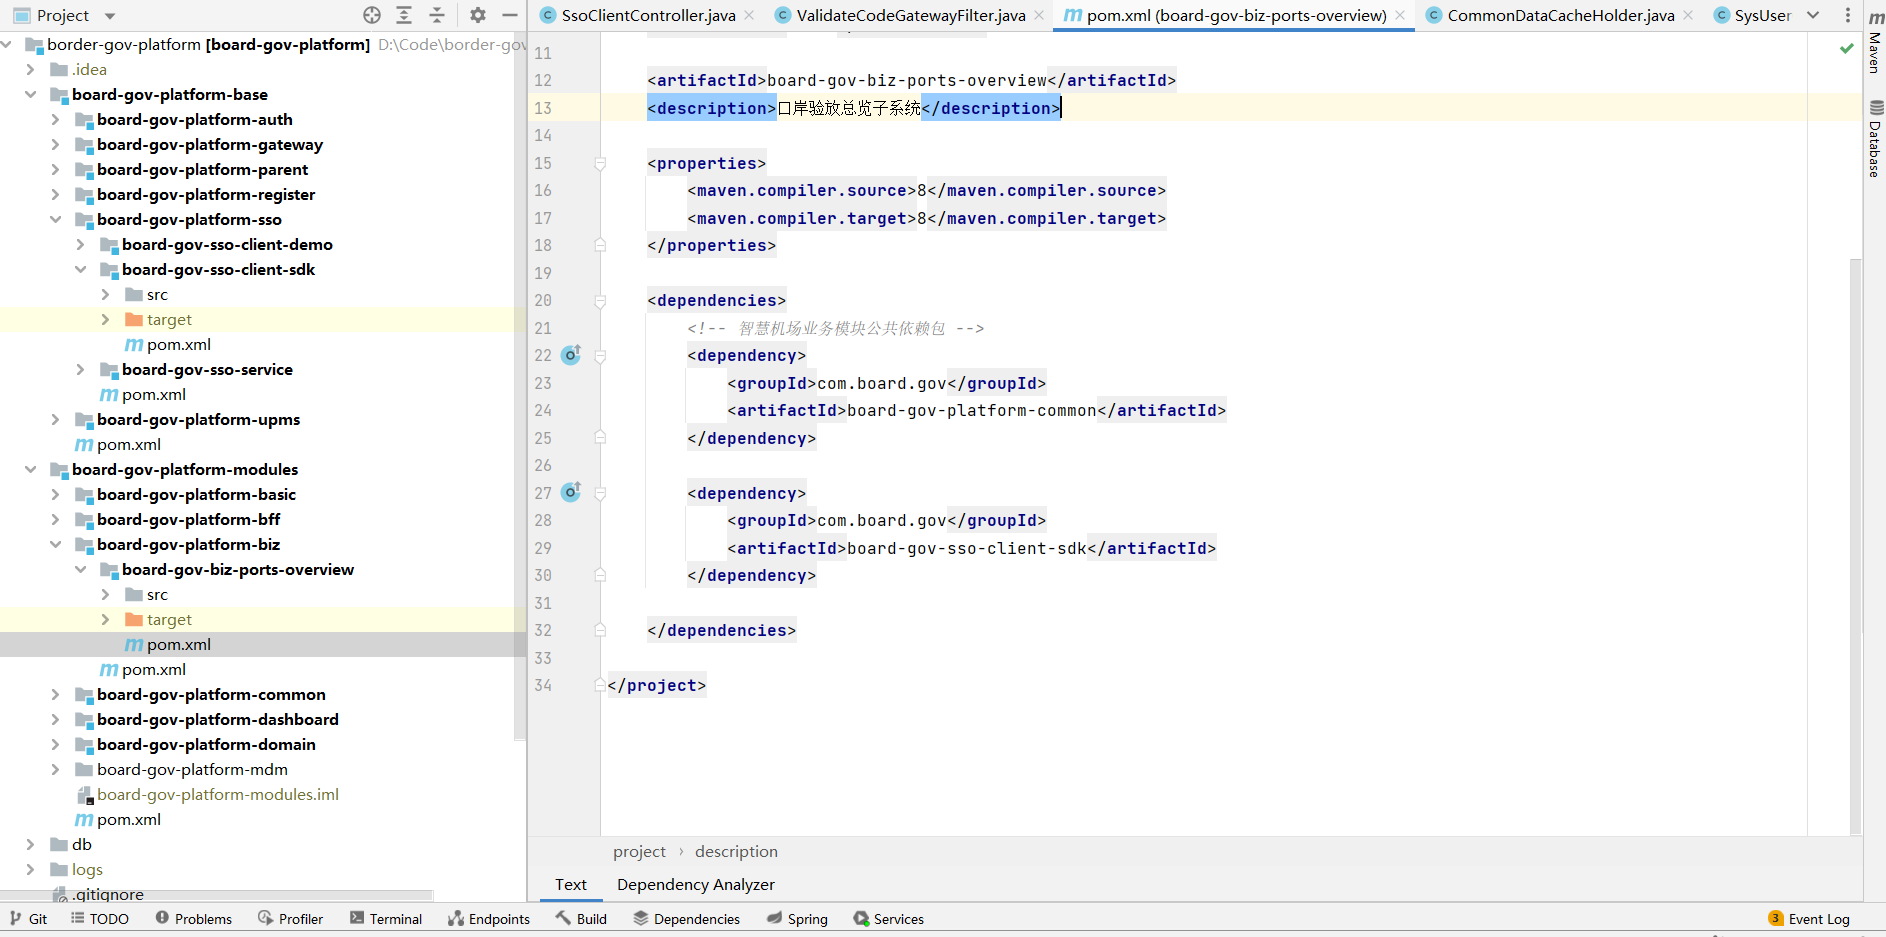 Project
SsoClientController.java
ValidateCodeGatewayFilter.java
pom.xml (board-gov-biz-ports-overview)
CommonDataCacheHolder.java
SysUser
border-gov-platform [board-gov-platform] D:\Code\border-gov
.idea
board-gov-platform-base
board-gov-platform-auth
board-gov-platform-gateway
board-gov-platform-parent
board-gov-platform-register
board-gov-platform-sso
board-gov-sso-client-demo
board-gov-sso-client-sdk
src
target
pom.xml
board-gov-sso-service
pom.xml
board-gov-platform-upms
pom.xml
board-gov-platform-modules
board-gov-platform-basic
board-gov-platform-bff
board-gov-platform-biz
board-gov-biz-ports-overview
src
target
pom.xml
pom.xml
board-gov-platform-common
board-gov-platform-dashboard
board-gov-platform-domain
board-gov-platform-mdm
board-gov-platform-modules.iml
pom.xml
db
logs
.gitignore
11
12 <artifactId>board-gov-biz-ports-overview</artifactId>
13 <description>口岸验放总览子系统</description>
14
15 <properties>
16 <maven.compiler.source>8</maven.compiler.source>
17 <maven.compiler.target>8</maven.compiler.target>
18 </properties>
19
20 <dependencies>
21 <!-- 智慧机场业务模块公共依赖包 -->
22 <dependency>
23 <groupId>com.board.gov</groupId>
24 <artifactId>board-gov-platform-common</artifactId>
25 </dependency>
26
27 <dependency>
28 <groupId>com.board.gov</groupId>
29 <artifactId>board-gov-sso-client-sdk</artifactId>
30 </dependency>
31
32 </dependencies>
33
34 </project>
project › description
Text
Dependency Analyzer
Maven
Database
Git
TODO
Problems
Profiler
Terminal
Endpoints
Build
Dependencies
Spring
Services
3 Event Log